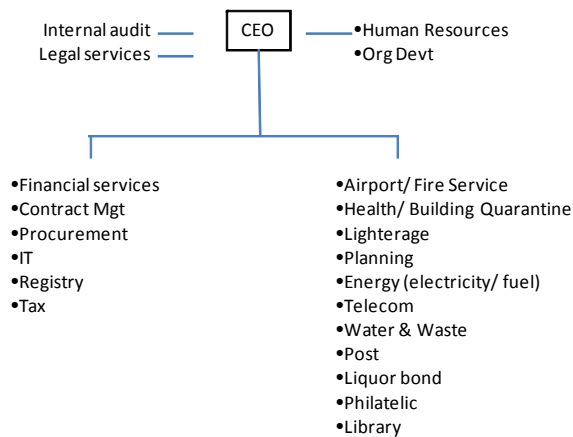 Internal audit
Legal services
CEO
•Human Resources
•Org Devt
•Financial services
•Contract Mgt
•Procurement
•IT
•Registry
•Tax
•Airport/ Fire Service
•Health/ Building Quarantine
•Lighterage
•Planning
•Energy (electricity/ fuel)
•Telecom
•Water & Waste
•Post
•Liquor bond
•Philatelic
•Library